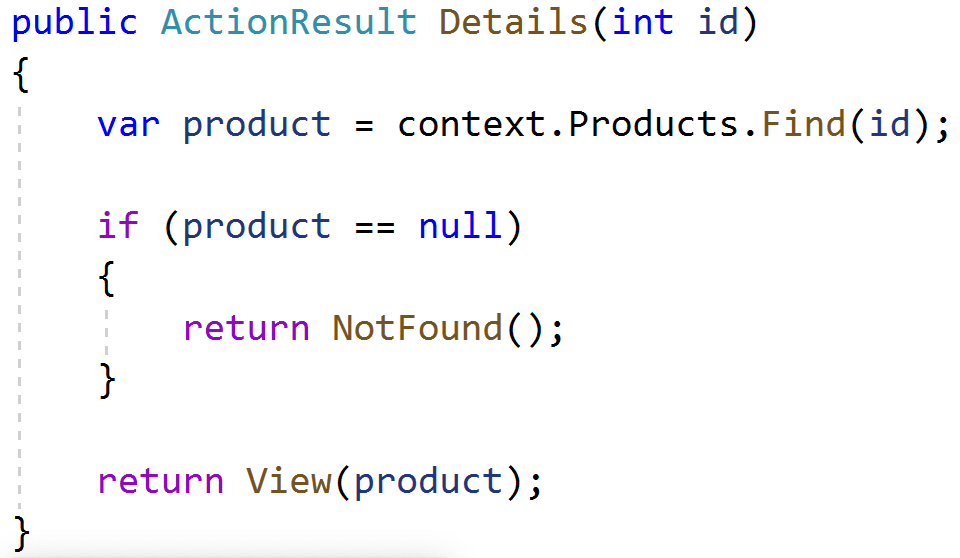 public ActionResult Details(int id)
{
    var product = context.Products.Find(id);

    if (product == null)
    {
        return NotFound();
    }

    return View(product);
}